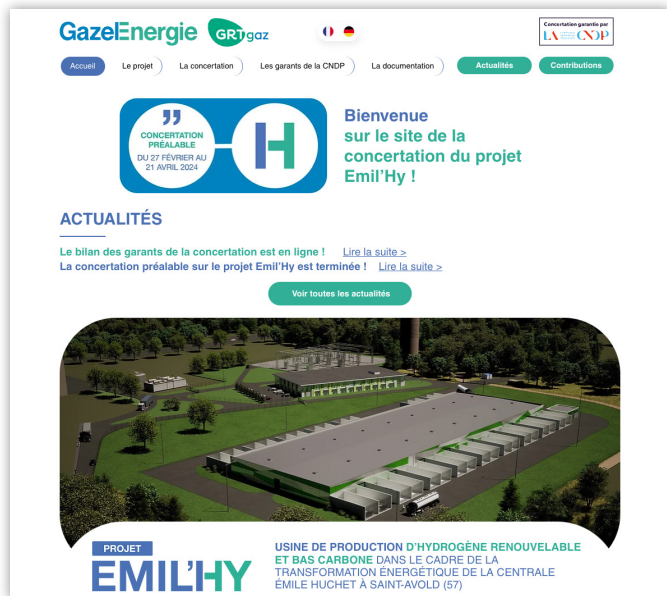 GazelEnergie GRTgaz
Concertation garantie par
LA CNDP
Accueil Le projet La concertation Les garants de la CNDP La documentation Actualités Contributions
CONCERTATION
PRÉALABLE
DU 27 FÉVRIER AU
21 AVRIL 2024
H
Bienvenue
sur le site de la
concertation du projet
Emil'Hy !
ACTUALITÉS
Le bilan des garants de la concertation est en ligne ! Lire la suite >
La concertation préalable sur le projet Emil'Hy est terminée ! Lire la suite >
Voir toutes les actualités
PROJET
EMIL'HY
USINE DE PRODUCTION D'HYDROGÈNE RENOUVELABLE
ET BAS CARBONE DANS LE CADRE DE LA
TRANSFORMATION ÉNERGÉTIQUE DE LA CENTRALE
ÉMILE HUCHET À SAINT-AVOLD (57)